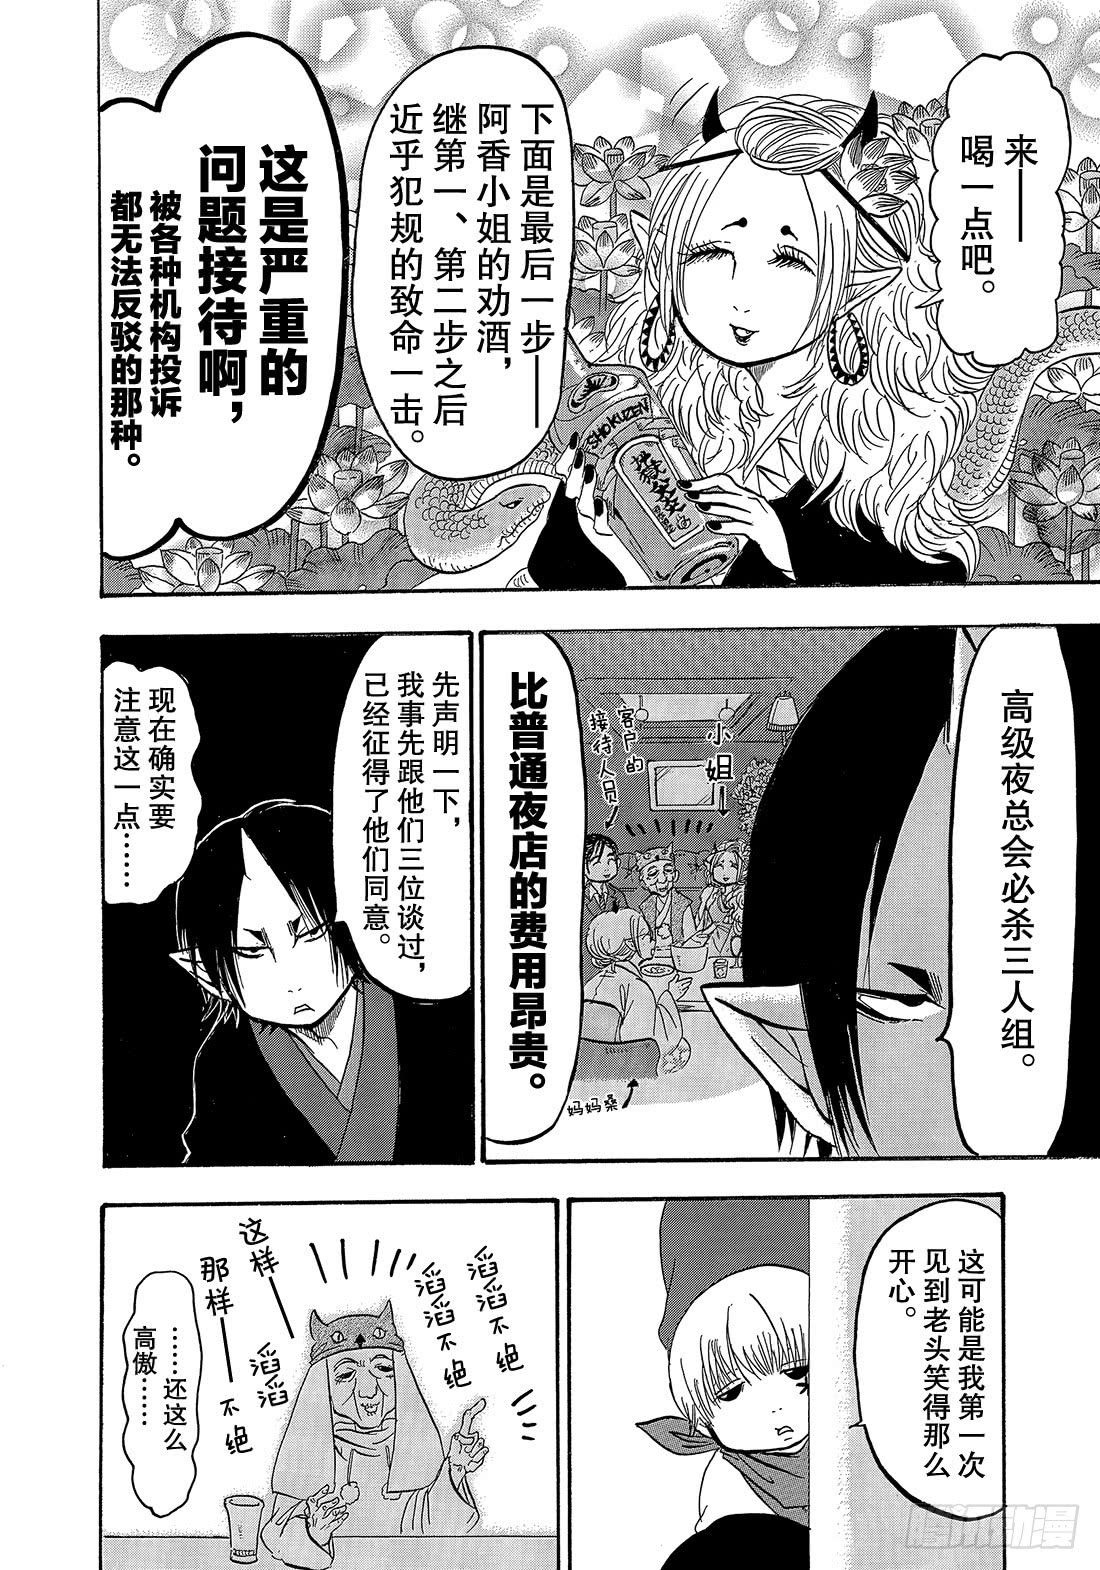 来——
喝一点吧。
下面是最后一步——
阿香小姐的劝酒，
继第一、第二步之后
近乎犯规的致命一击。
SHOKUZEN
这是严重的
问题接待啊，
被各种机构投诉
都无法反驳的那种。
高级夜总会必杀三人组。
小姐
客户的
接待人员
妈妈桑
比普通夜店的费用昂贵。
先声明一下，
我事先跟他们三位谈过，
已经征得了他们同意。
现在确实要
注意这一点……
这可能是我第一次
见到老头笑得那么
开心。
滔滔不绝
滔滔不绝
这样——
那样——
滔滔不绝
……还这么
高傲……
腾讯动漫